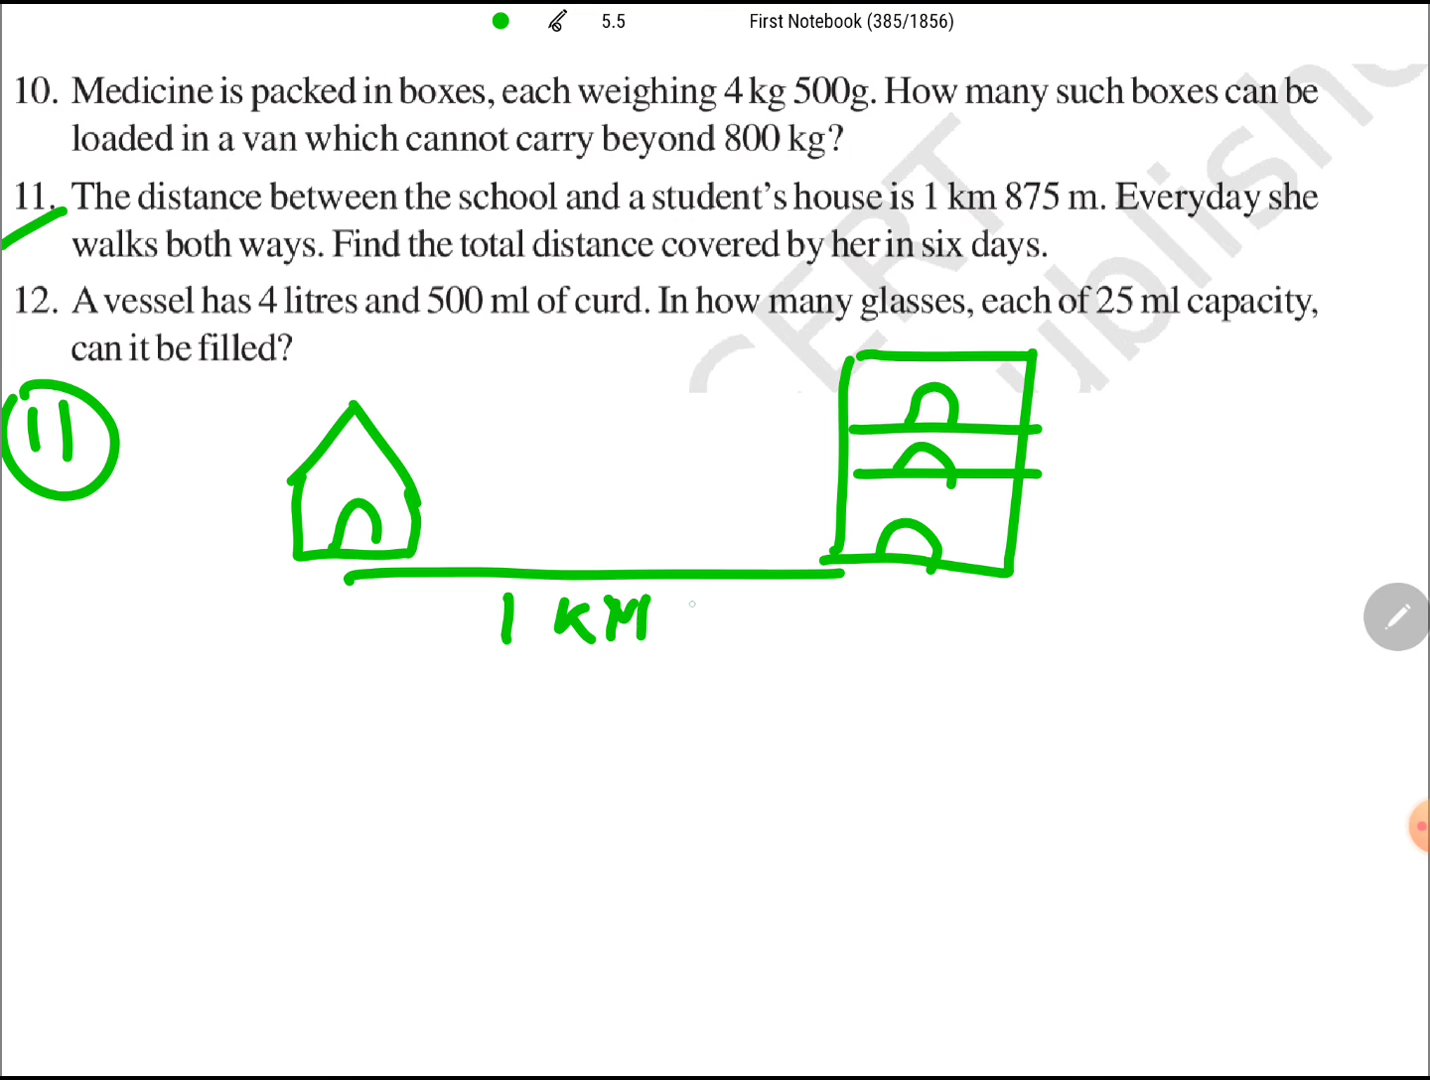 5.5 First Notebook (385/1856)
10. Medicine is packed in boxes, each weighing 4 kg 500g. How many such boxes can be
loaded in a van which cannot carry beyond 800 kg?
11. The distance between the school and a student's house is 1 km 875 m. Everyday she
walks both ways. Find the total distance covered by her in six days.
12. A vessel has 4 litres and 500 ml of curd. In how many glasses, each of 25 ml capacity,
can it be filled?
11
1 KM